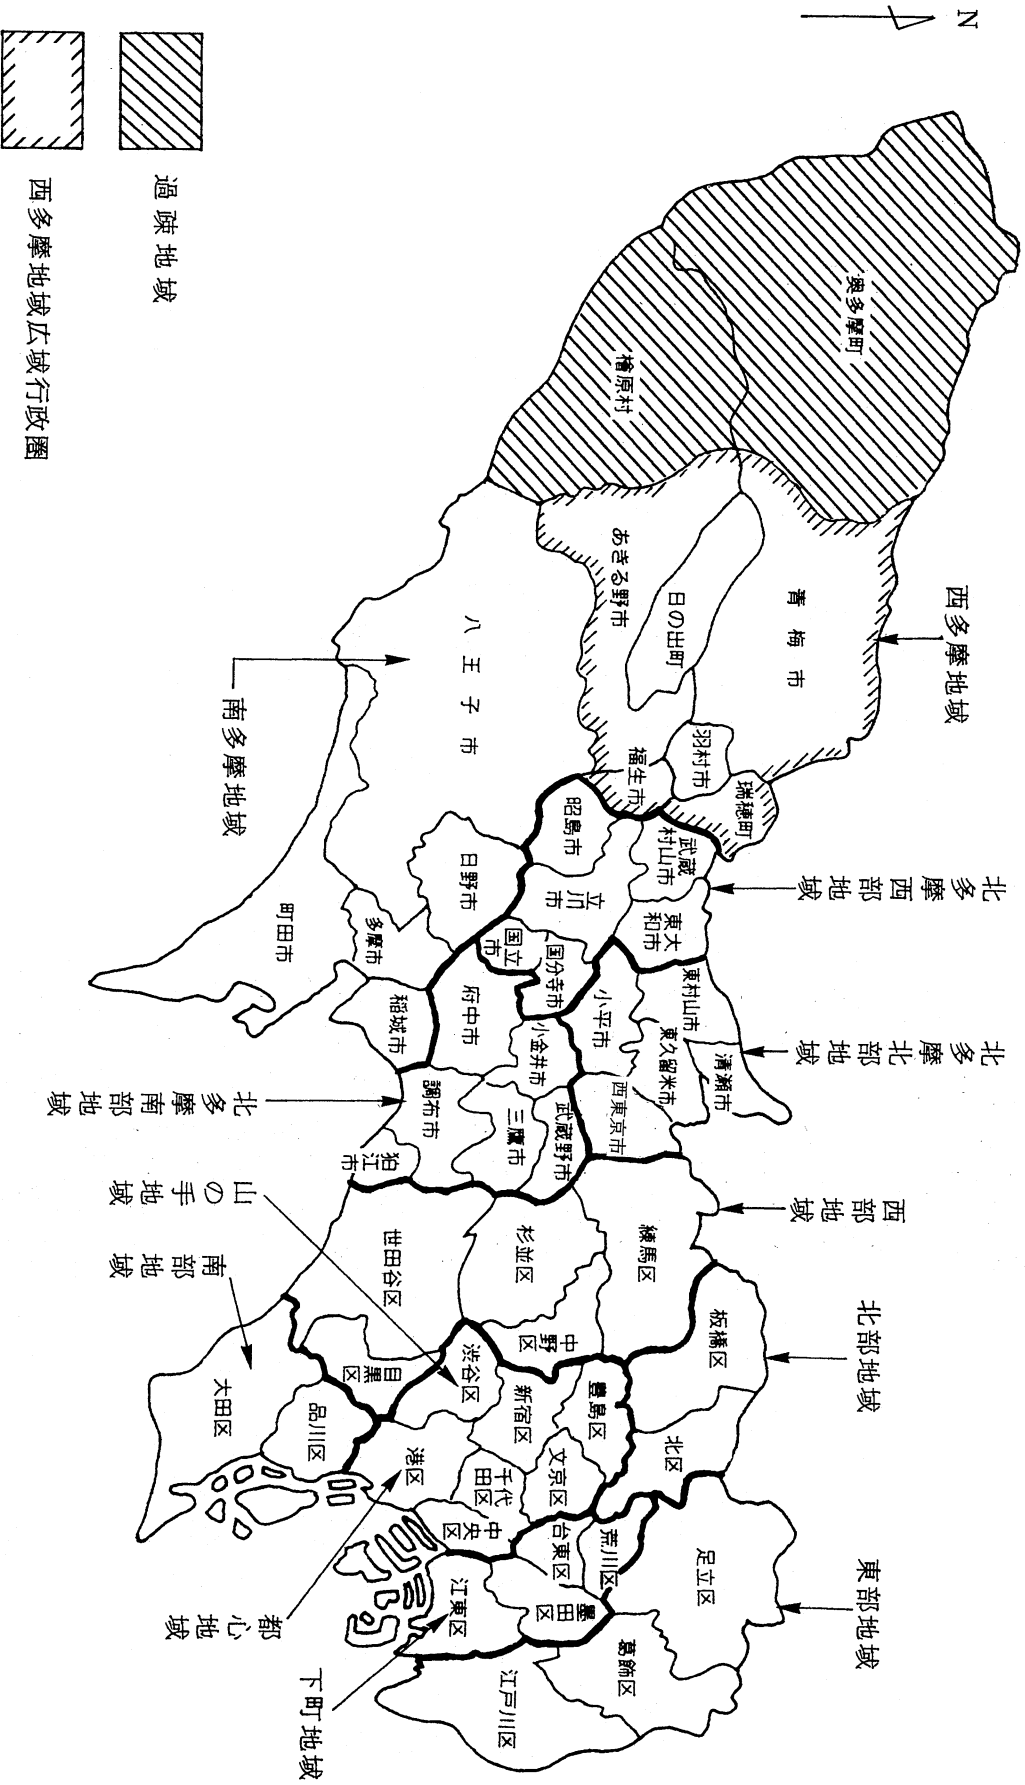 N
過疎地域
西多摩地域広域行政圏
奥多摩町
檜原村
西多摩地域
青梅市
日の出町
あきる野市
羽村市
瑞穂町
福生市
八王子市
南多摩地域
日野市
多摩市
町田市
稲城市
北多摩西部地域
武蔵
村山市
東大
和市
昭島市
立川市
国立市
国分寺市
北多摩北部地域
東村山市
清瀬市
東久留米市
小平市
西東京市
北多摩南部地域
府中市
小金井市
武蔵野市
三鷹市
調布市
狛江市
西部地域
練馬区
杉並区
中野区
山の手地域
世田谷区
目黒区
渋谷区
南部地域
大田区
品川区
北部地域
板橋区
北区
豊島区
新宿区
文京区
千代
田区
港区
中央区
都心地域
東部地域
足立区
荒川区
台東区
墨田区
江東区
葛飾区
江戸川区
下町地域